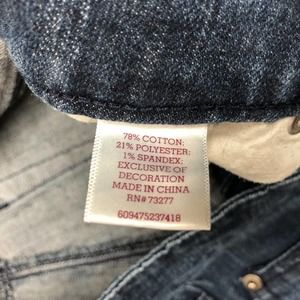 78% COTTON;
21% POLYESTER;
1% SPANDEX;
EXCLUSIVE OF
DECORATION
MADE IN CHINA
RN# 73277
609475237418